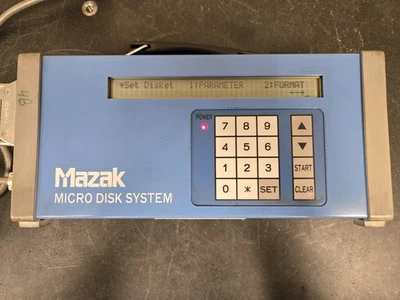 *Set Disket 1:PARAMETER 2:FORMAT
POWER
7 8 9 ▲
4 5 6 ▼
1 2 3 START
0 * SET CLEAR
Mazak
MICRO DISK SYSTEM